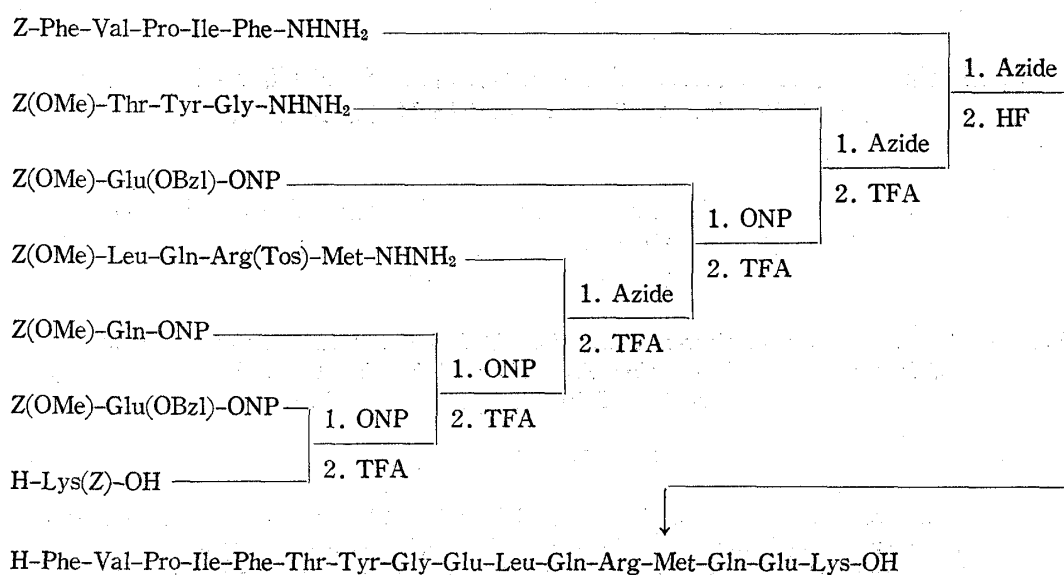 Z-Phe-Val-Pro-Ile-Phe-NHNH₂
1. Azide
2. HF
Z(OMe)-Thr-Tyr-Gly-NHNH₂
1. Azide
2. TFA
Z(OMe)-Glu(OBzl)-ONP
1. ONP
2. TFA
Z(OMe)-Leu-Gln-Arg(Tos)-Met-NHNH₂
1. Azide
2. TFA
Z(OMe)-Gln-ONP
1. ONP
2. TFA
Z(OMe)-Glu(OBzl)-ONP
1. ONP
2. TFA
H-Lys(Z)-OH
H-Phe-Val-Pro-Ile-Phe-Thr-Tyr-Gly-Glu-Leu-Gln-Arg-Met-Gln-Glu-Lys-OH